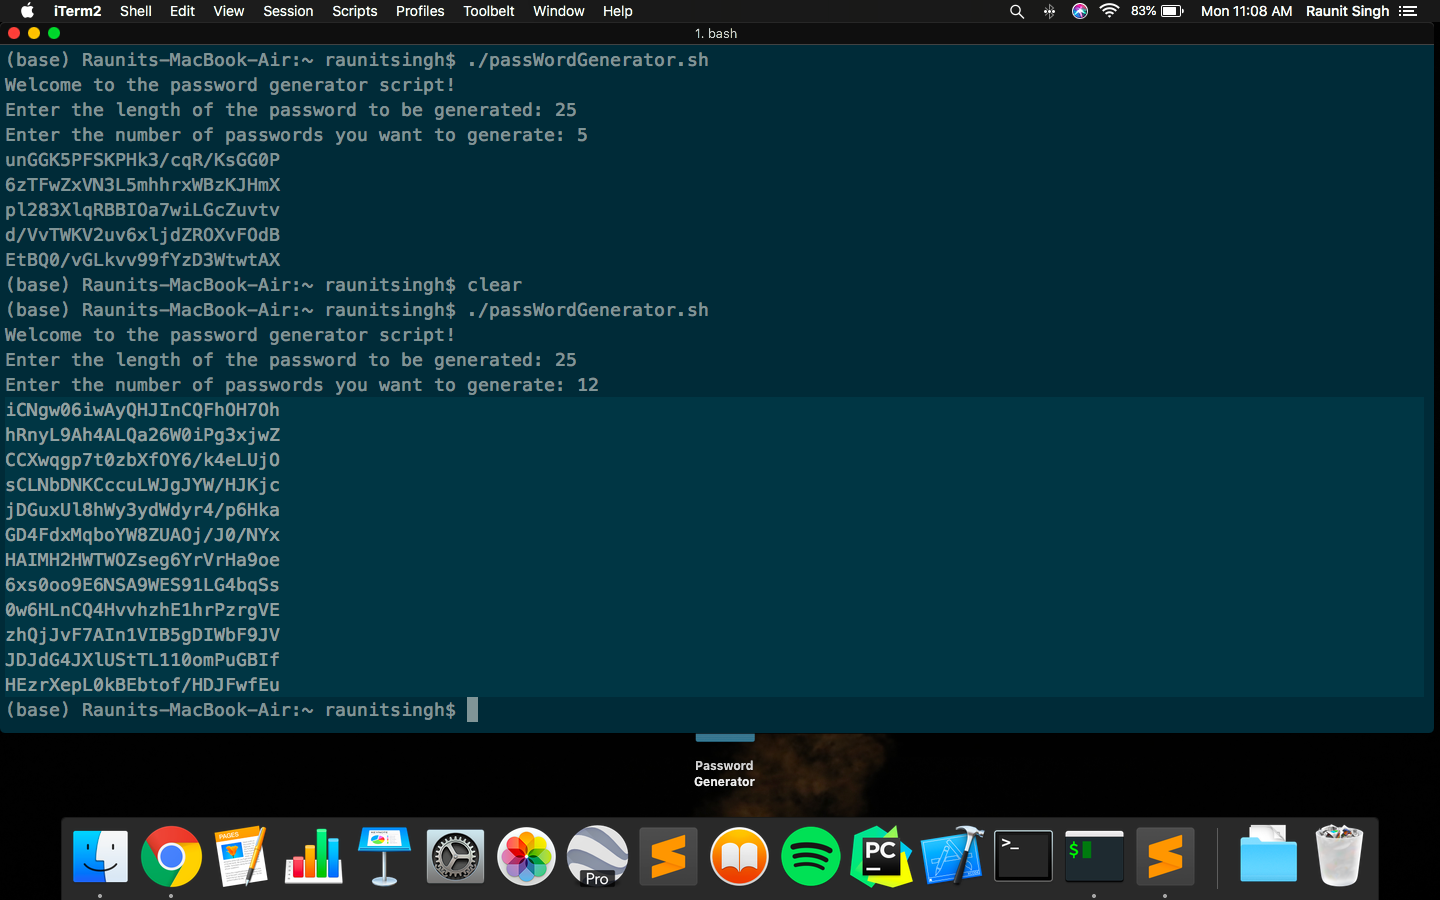 iTerm2 Shell Edit View Session Scripts Profiles Toolbelt Window Help 83% Mon 11:08 AM Raunit Singh
1. bash
(base) Raunits-MacBook-Air:~ raunitsingh$ ./passWordGenerator.sh
Welcome to the password generator script!
Enter the length of the password to be generated: 25
Enter the number of passwords you want to generate: 5
unGGK5PFSKPHk3/cqR/KsGG0P
6zTFwZxVN3L5mhhrxWBzKJHmX
pl283XlqRBBIOa7wiLGcZuvtv
d/VvTWKV2uv6xljdZROXvFOdB
EtBQ0/vGLkvv99fYzD3WtwtAX
(base) Raunits-MacBook-Air:~ raunitsingh$ clear
(base) Raunits-MacBook-Air:~ raunitsingh$ ./passWordGenerator.sh
Welcome to the password generator script!
Enter the length of the password to be generated: 25
Enter the number of passwords you want to generate: 12
iCNgw06iwAyQHJInCQFhOH7Oh
hRnyL9Ah4ALQa26W0iPg3xjwZ
CCXwqgp7t0zbXfOY6/k4eLUjO
sCLNbDNKCccuLWJgJYW/HJKjc
jDGuxUl8hWy3ydWdyr4/p6Hka
GD4FdxMqboYW8ZUAOj/J0/NYx
HAIMH2HWTWOZseg6YrVrHa9oe
6xs0oo9E6NSA9WES91LG4bqSs
0w6HLnCQ4HvvhzhE1hrPzrgVE
zhQjJvF7AIn1VIB5gDIWbF9JV
JDJdG4JXlUStTL110omPuGBIf
HEzrXepL0kBEbtof/HDJFwfEu
(base) Raunits-MacBook-Air:~ raunitsingh$
Password
Generator
PAGES
Pro
PC
>_
$